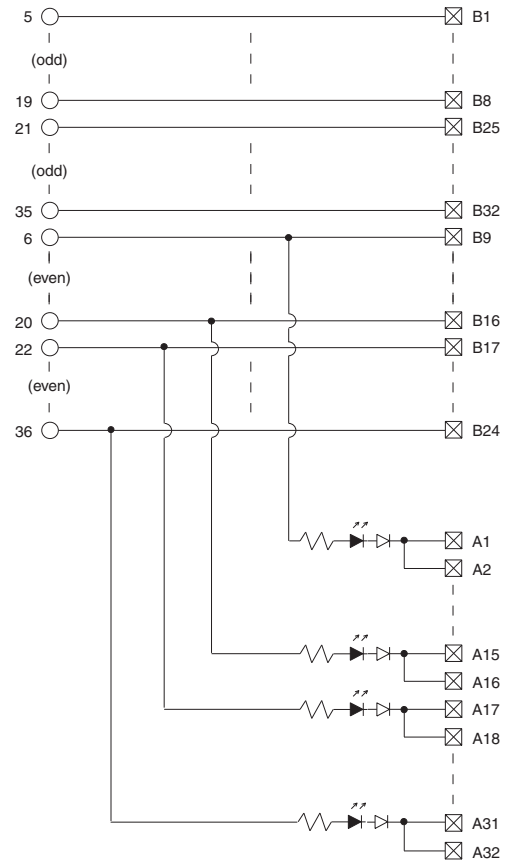 5 B1
(odd)
19 B8
21 B25
(odd)
35 B32
6 B9
(even)
20 B16
22 B17
(even)
36 B24
A1
A2
A15
A16
A17
A18
A31
A32